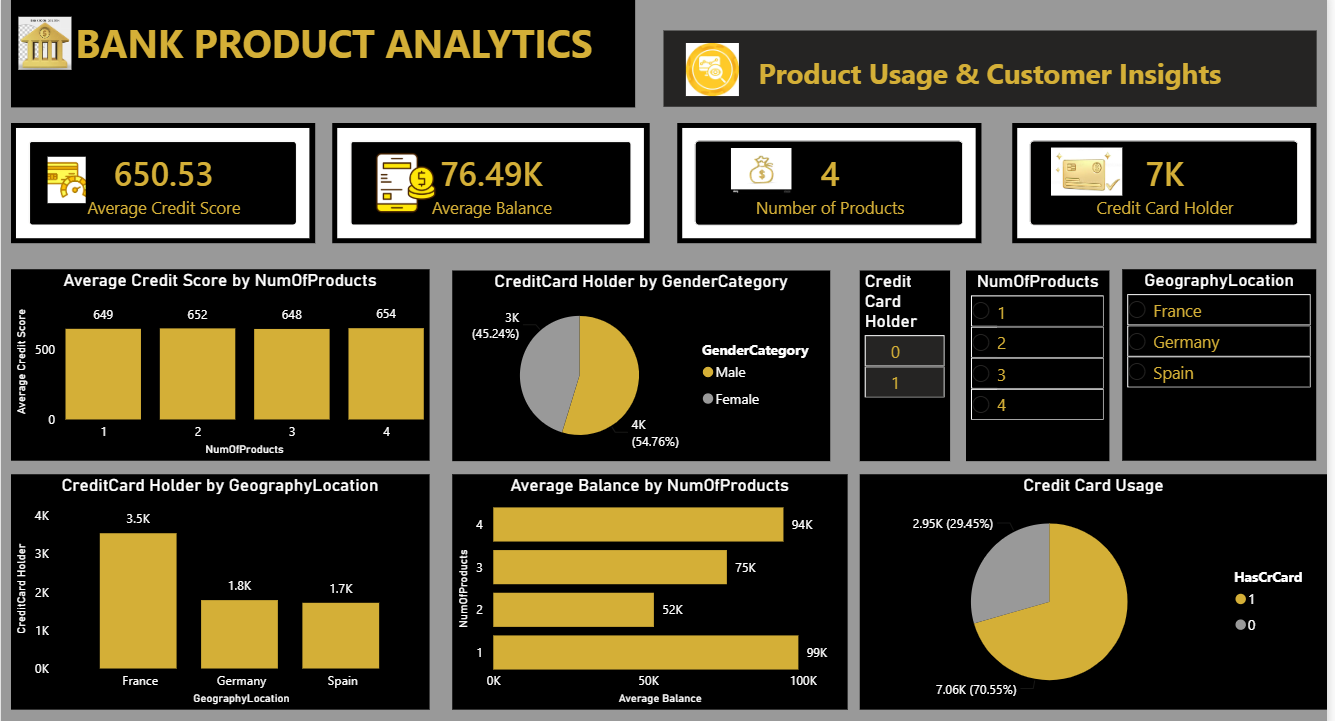 BANK PRODUCT ANALYTICS
Product Usage & Customer Insights
650.53
Average Credit Score
76.49K
Average Balance
4
Number of Products
7K
Credit Card Holder
Average Credit Score by NumOfProducts
Average Credit Score
500
0
649
652
648
654
1
2
3
4
NumOfProducts
CreditCard Holder by GenderCategory
3K
(45.24%)
4K
(54.76%)
GenderCategory
Male
Female
Credit
Card
Holder
0
1
NumOfProducts
1
2
3
4
GeographyLocation
France
Germany
Spain
CreditCard Holder by GeographyLocation
CreditCard Holder
4K
3K
2K
1K
0K
3.5K
1.8K
1.7K
France
Germany
Spain
GeographyLocation
Average Balance by NumOfProducts
NumOfProducts
4
94K
3
75K
2
52K
1
99K
0K
50K
100K
Average Balance
Credit Card Usage
2.95K (29.45%)
7.06K (70.55%)
HasCrCard
1
0